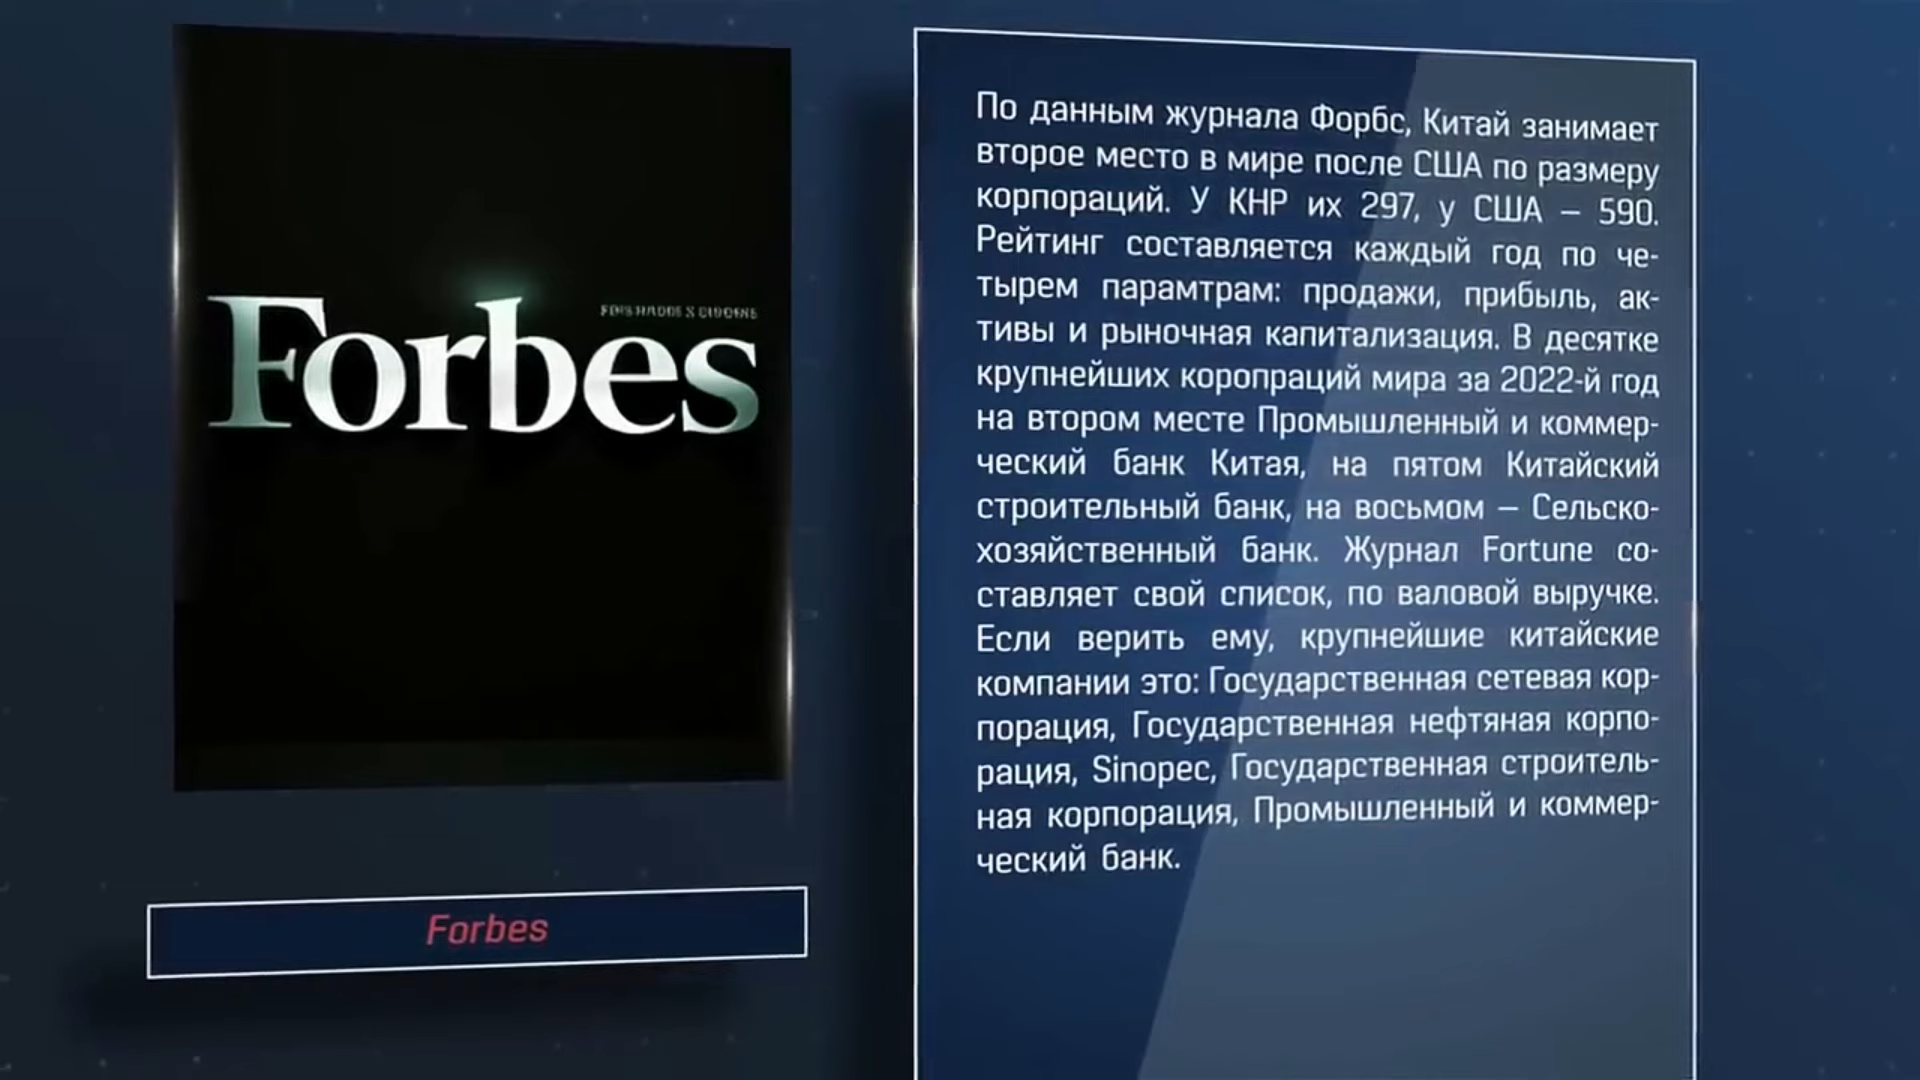 Forbes
Forbes
По данным журнала Форбс, Китай занимает
второе место в мире после США по размеру
корпораций. У КНР их 297, у США – 590.
Рейтинг составляется каждый год по че-
тырем парамтрам: продажи, прибыль, ак-
тивы и рыночная капитализация. В десятке
крупнейших коропраций мира за 2022-й год
на втором месте Промышленный и коммер-
ческий банк Китая, на пятом Китайский
строительный банк, на восьмом – Сельско-
хозяйственный банк. Журнал Fortune со-
ставляет свой список, по валовой выручке.
Если верить ему, крупнейшие китайские
компании это: Государственная сетевая кор-
порация, Государственная нефтяная корпо-
рация, Sinopec, Государственная строитель-
ная корпорация, Промышленный и коммер-
ческий банк.